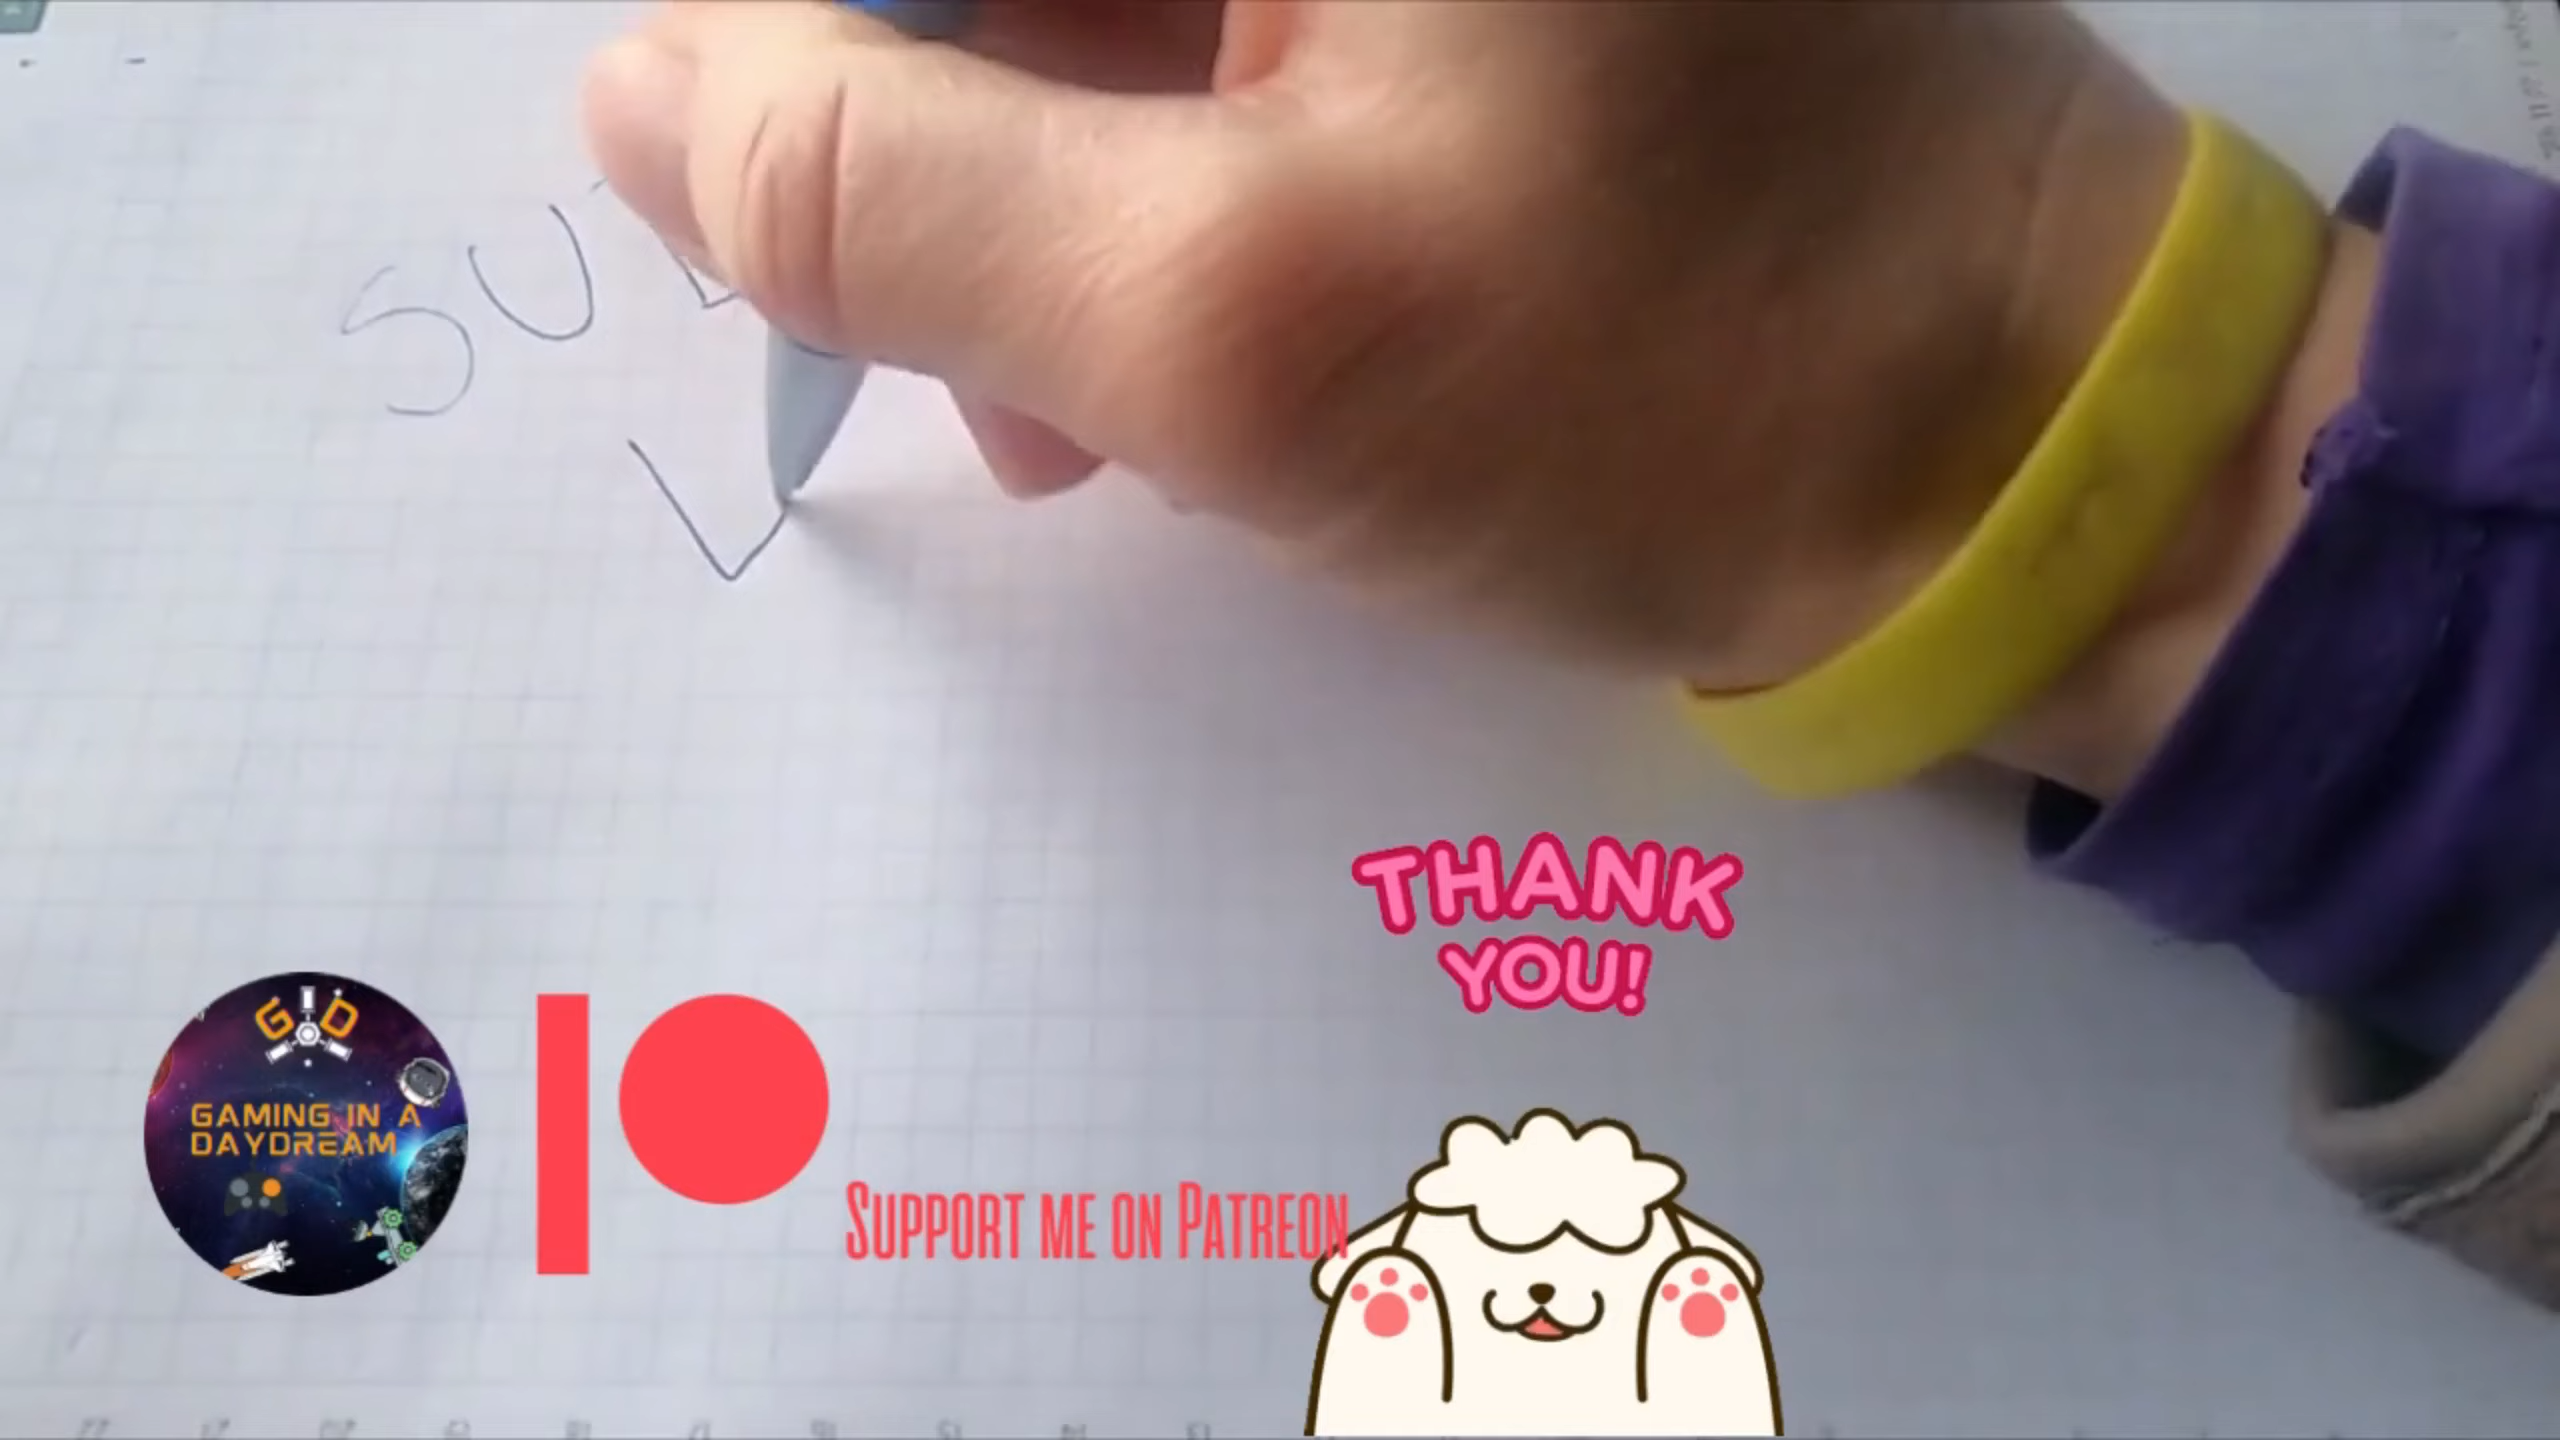 SU
L
THANK
YOU!
G D
GAMING IN A
DAYDREAM
SUPPORT ME ON PATREON